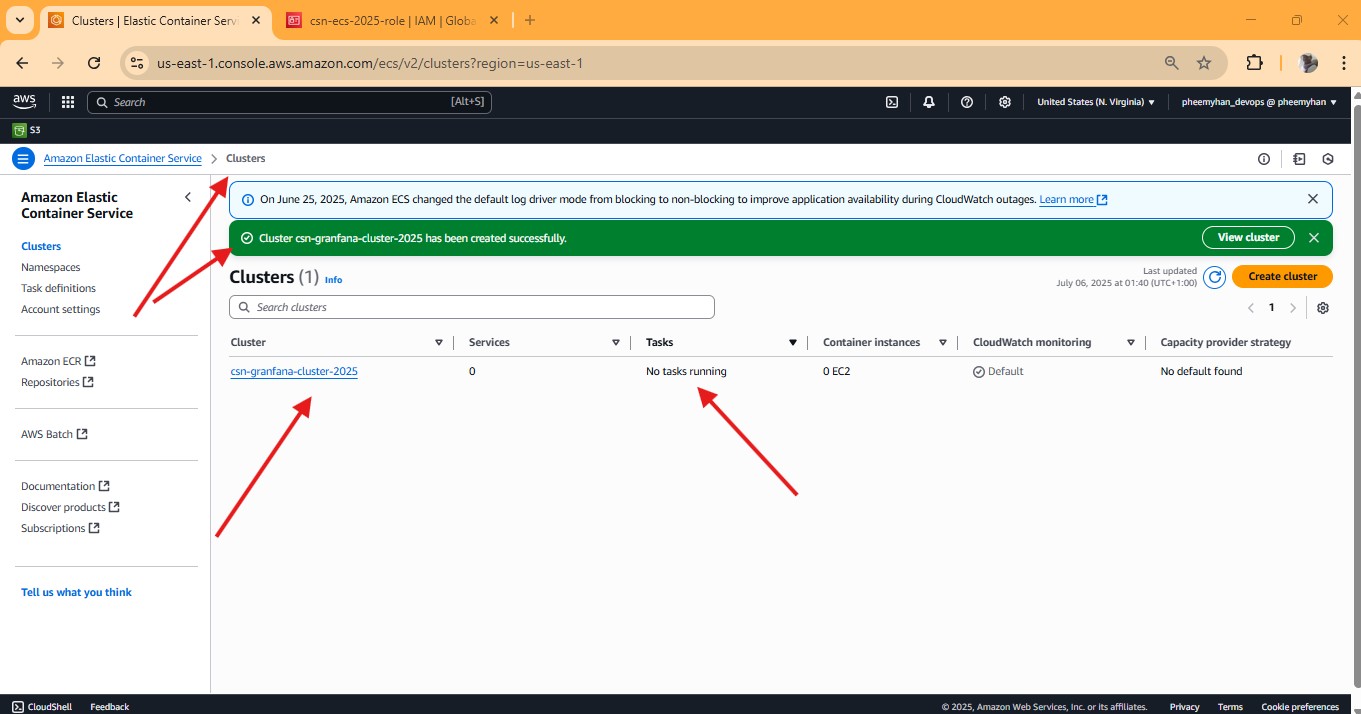 Clusters | Elastic Container Serv
csn-ecs-2025-role | IAM | Globa
us-east-1.console.aws.amazon.com/ecs/v2/clusters?region=us-east-1
aws
Search
[Alt+S]
United States (N. Virginia)
pheemyhan_devops @ pheemyhan
S3
Amazon Elastic Container Service > Clusters
Amazon Elastic
Container Service
Clusters
Namespaces
Task definitions
Account settings
Amazon ECR
Repositories
AWS Batch
Documentation
Discover products
Subscriptions
Tell us what you think
On June 25, 2025, Amazon ECS changed the default log driver mode from blocking to non-blocking to improve application availability during CloudWatch outages. Learn more
Cluster csn-granfana-cluster-2025 has been created successfully.
View cluster
Clusters (1) Info
Last updated
July 06, 2025 at 01:40 (UTC+1:00)
Create cluster
Search clusters
1
Cluster Services Tasks Container instances CloudWatch monitoring Capacity provider strategy
csn-granfana-cluster-2025 0 No tasks running 0 EC2 Default No default found
CloudShell Feedback © 2025, Amazon Web Services, Inc. or its affiliates. Privacy Terms Cookie preferences